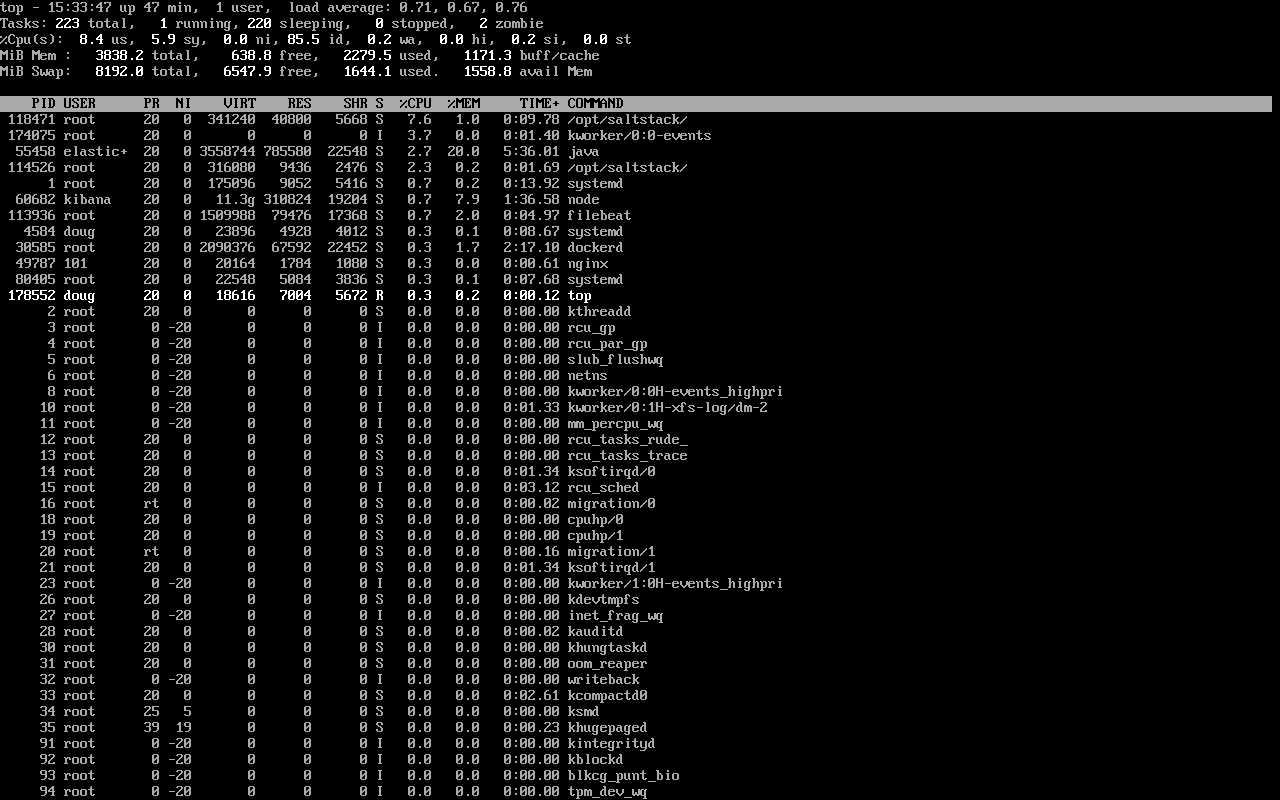 top - 15:33:47 up 47 min,  1 user,  load average: 0.71, 0.67, 0.76
Tasks: 223 total,   1 running, 220 sleeping,   0 stopped,   2 zombie
%Cpu(s):  8.4 us,  5.9 sy,  0.0 ni, 85.5 id,  0.2 wa,  0.0 hi,  0.2 si,  0.0 st
MiB Mem :   3838.2 total,    638.8 free,   2279.5 used,   1171.3 buff/cache
MiB Swap:   8192.0 total,   6547.9 free,   1644.1 used.   1558.8 avail Mem
    PID USER      PR  NI    VIRT    RES    SHR S  %CPU  %MEM     TIME+ COMMAND
 118471 root      20   0  341240  40800   5668 S   7.6   1.0   0:09.78 /opt/saltstack/
 174075 root      20   0       0      0      0 I   3.7   0.0   0:01.40 kworker/0:0-events
  55458 elastic+  20   0 3558744 785580  22548 S   2.7  20.0   5:36.01 java
 114526 root      20   0  316080   9436   2476 S   2.3   0.2   0:01.69 /opt/saltstack/
      1 root      20   0  175096   9052   5416 S   0.7   0.2   0:13.92 systemd
  60682 kibana    20   0   11.3g 310824  19204 S   0.7   7.9   1:36.58 node
 113936 root      20   0 1509988  79476  17368 S   0.7   2.0   0:04.97 filebeat
   4584 doug      20   0   23896   4928   4012 S   0.3   0.1   0:08.67 systemd
  30585 root      20   0 2090376  67592  22452 S   0.3   1.7   2:17.10 dockerd
  49787 101       20   0   20164   1784   1080 S   0.3   0.0   0:00.61 nginx
  80405 root      20   0   22548   5084   3836 S   0.3   0.1   0:07.68 systemd
 178552 doug      20   0   18616   7004   5672 R   0.3   0.2   0:00.12 top
      2 root      20   0       0      0      0 S   0.0   0.0   0:00.00 kthreadd
      3 root       0 -20       0      0      0 I   0.0   0.0   0:00.00 rcu_gp
      4 root       0 -20       0      0      0 I   0.0   0.0   0:00.00 rcu_par_gp
      5 root       0 -20       0      0      0 I   0.0   0.0   0:00.00 slub_flushwq
      6 root       0 -20       0      0      0 I   0.0   0.0   0:00.00 netns
      8 root       0 -20       0      0      0 I   0.0   0.0   0:00.00 kworker/0:0H-events_highpri
     10 root       0 -20       0      0      0 I   0.0   0.0   0:01.33 kworker/0:1H-xfs-log/dm-2
     11 root       0 -20       0      0      0 I   0.0   0.0   0:00.00 mm_percpu_wq
     12 root      20   0       0      0      0 S   0.0   0.0   0:00.00 rcu_tasks_rude_
     13 root      20   0       0      0      0 S   0.0   0.0   0:00.00 rcu_tasks_trace
     14 root      20   0       0      0      0 S   0.0   0.0   0:01.34 ksoftirqd/0
     15 root      20   0       0      0      0 I   0.0   0.0   0:03.12 rcu_sched
     16 root      rt   0       0      0      0 S   0.0   0.0   0:00.02 migration/0
     18 root      20   0       0      0      0 S   0.0   0.0   0:00.00 cpuhp/0
     19 root      20   0       0      0      0 S   0.0   0.0   0:00.00 cpuhp/1
     20 root      rt   0       0      0      0 S   0.0   0.0   0:00.16 migration/1
     21 root      20   0       0      0      0 S   0.0   0.0   0:01.34 ksoftirqd/1
     23 root       0 -20       0      0      0 I   0.0   0.0   0:00.00 kworker/1:0H-events_highpri
     26 root      20   0       0      0      0 S   0.0   0.0   0:00.00 kdevtmpfs
     27 root       0 -20       0      0      0 I   0.0   0.0   0:00.00 inet_frag_wq
     28 root      20   0       0      0      0 S   0.0   0.0   0:00.02 kauditd
     30 root      20   0       0      0      0 S   0.0   0.0   0:00.00 khungtaskd
     31 root      20   0       0      0      0 S   0.0   0.0   0:00.00 oom_reaper
     32 root       0 -20       0      0      0 I   0.0   0.0   0:00.00 writeback
     33 root      20   0       0      0      0 S   0.0   0.0   0:02.61 kcompactd0
     34 root      25   5       0      0      0 S   0.0   0.0   0:00.00 ksmd
     35 root      39  19       0      0      0 S   0.0   0.0   0:00.23 khugepaged
     91 root       0 -20       0      0      0 I   0.0   0.0   0:00.00 kintegrityd
     92 root       0 -20       0      0      0 I   0.0   0.0   0:00.00 kblockd
     93 root       0 -20       0      0      0 I   0.0   0.0   0:00.00 blkcg_punt_bio
     94 root       0 -20       0      0      0 I   0.0   0.0   0:00.00 tpm_dev_wq